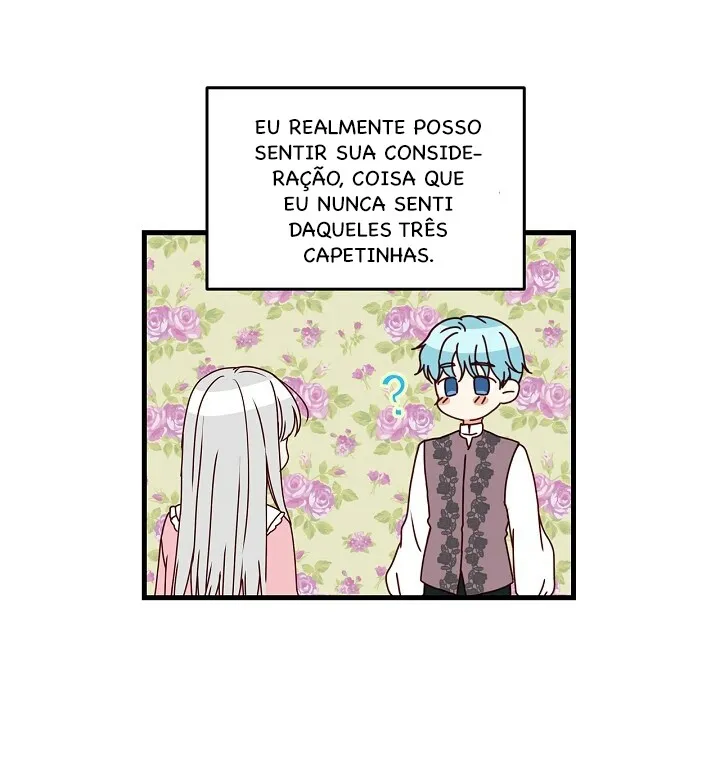 EU REALMENTE POSSO
SENTIR SUA CONSIDE-
RAÇÃO, COISA QUE
EU NUNCA SENTI
DAQUELES TRÊS
CAPETINHAS.
?